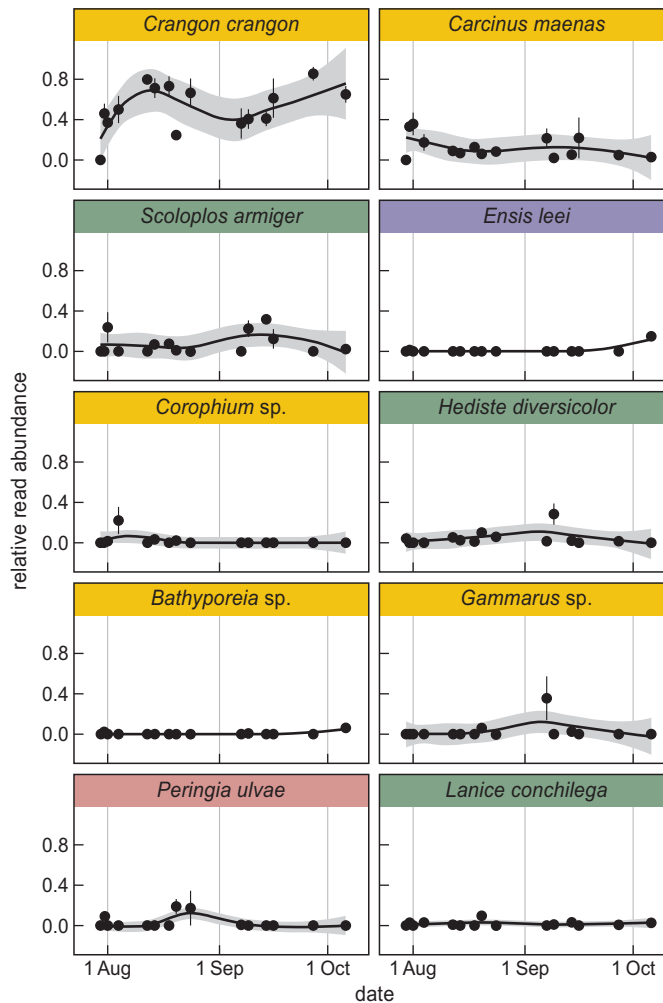 Crangon crangon
Carcinus maenas
0.8
0.4
0.0
Scoloplos armiger
Ensis leei
0.8
0.4
0.0
Corophium sp.
Hediste diversicolor
0.8
0.4
0.0
Bathyporeia sp.
Gammarus sp.
0.8
0.4
0.0
Peringia ulvae
Lanice conchilega
0.8
0.4
0.0
relative read abundance
1 Aug 1 Sep 1 Oct 1 Aug 1 Sep 1 Oct
date